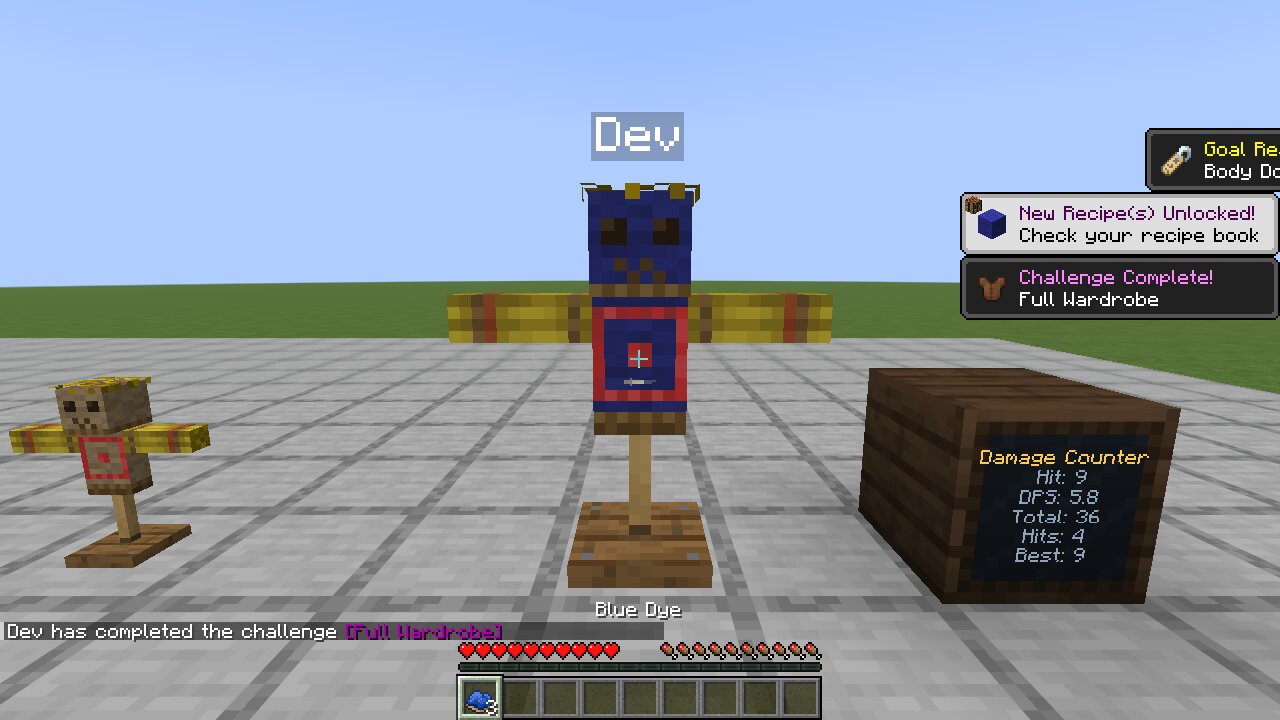 Dev
Goal Re
Body Do
New Recipe(s) Unlocked!
Check your recipe book
Challenge Complete!
Full Wardrobe
Damage Counter
Hit: 9
DPS: 5.8
Total: 36
Hits: 4
Best: 9
Blue Dye
Dev has completed the challenge [Full Wardrobe]